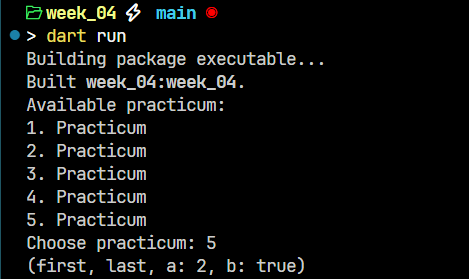 week_04 main
> dart run
Building package executable...
Built week_04:week_04.
Available practicum:
1. Practicum
2. Practicum
3. Practicum
4. Practicum
5. Practicum
Choose practicum: 5
(first, last, a: 2, b: true)